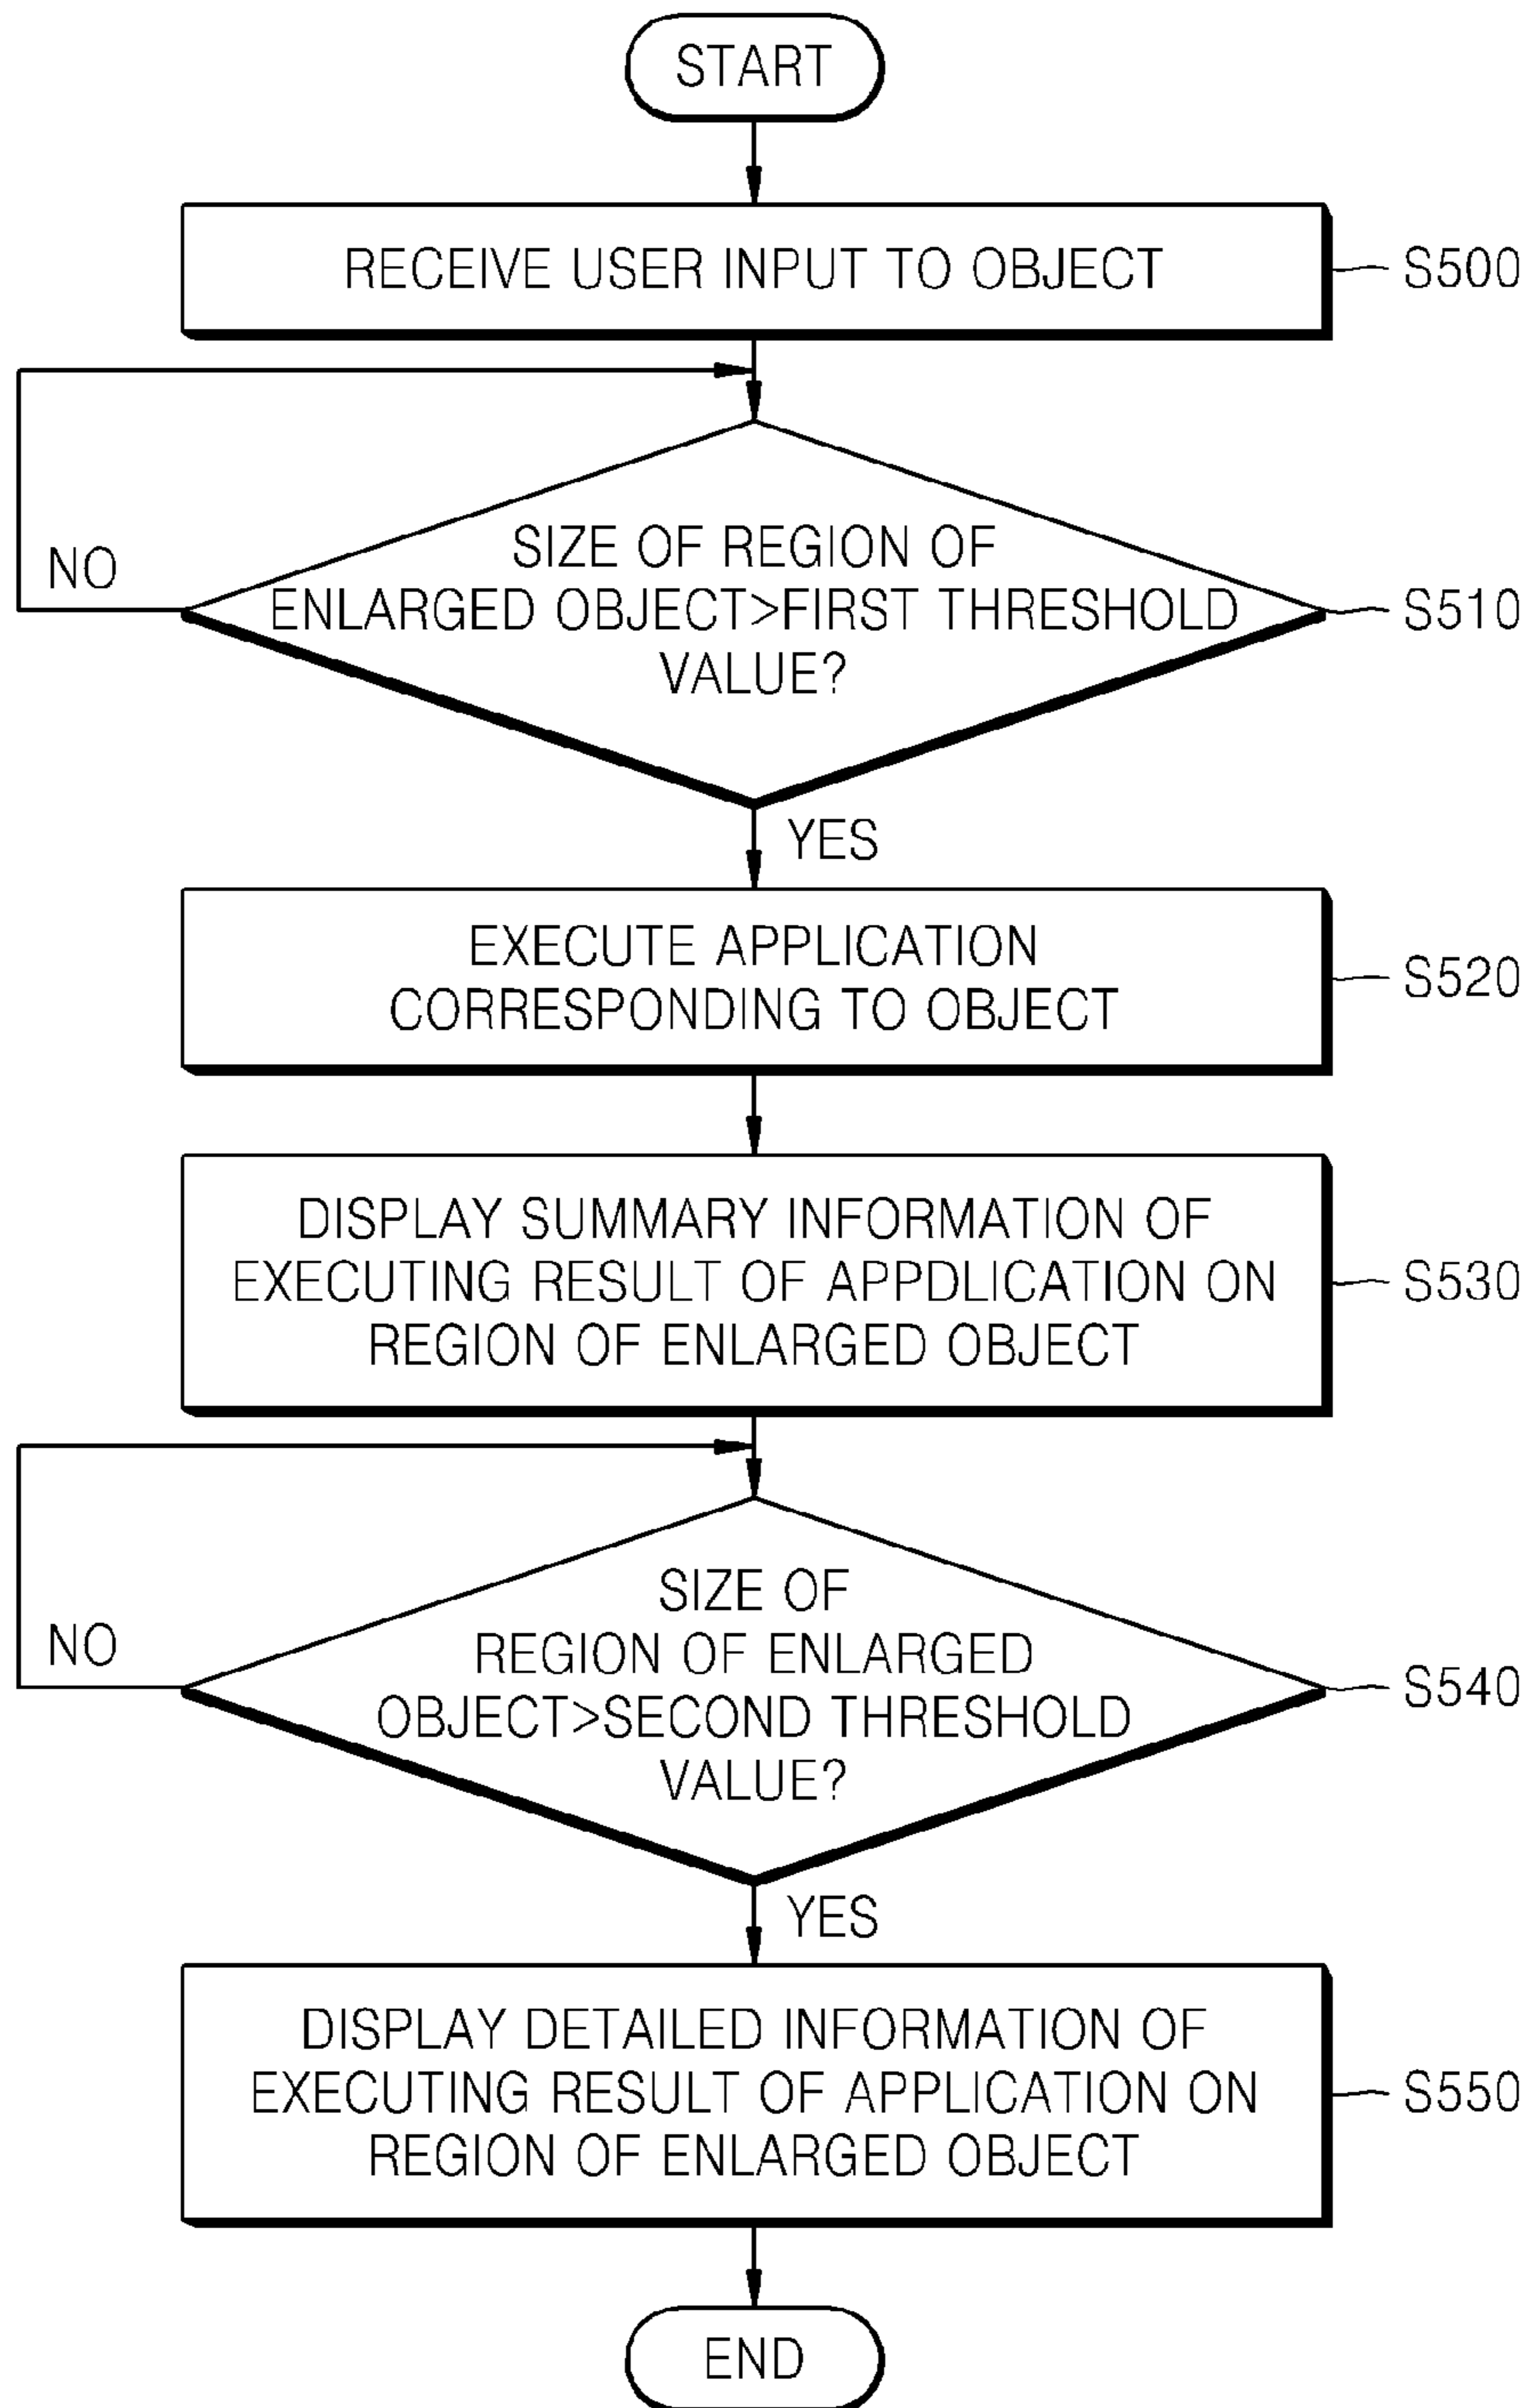 START
RECEIVE USER INPUT TO OBJECT
S500
SIZE OF REGION OF
NO
ENLARGED OBJECT>FIRST THRESHOLD
S510
VALUE?
YES
EXECUTE APPLICATION
CORRESPONDING TO OBJECT
S520
DISPLAY SUMMARY INFORMATION OF
EXECUTING RESULT OF APPDLICATION ON
S530
REGION OF ENLARGED OBJECT
SIZE OF
NO
REGION OF ENLARGED
S540
OBJECT>SECOND THRESHOLD
VALUE?
YES
DISPLAY DETAILED INFORMATION OF
EXECUTING RESULT OF APPLICATION ON
S550
REGION OF ENLARGED OBJECT
END